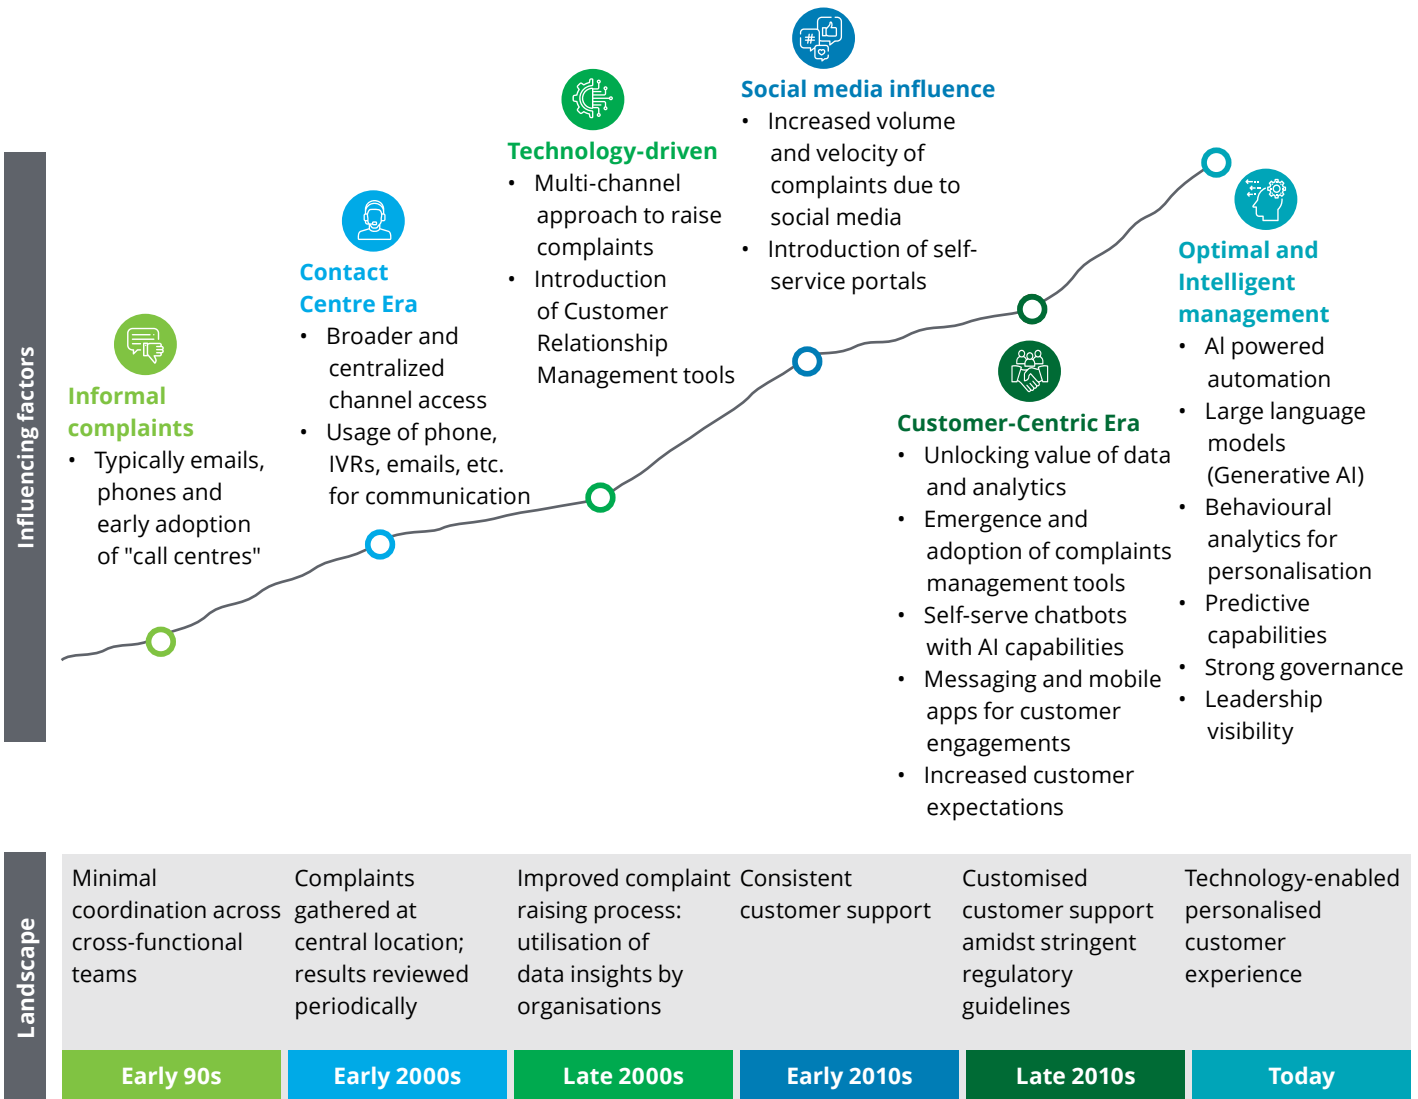 Influencing factors
Informal
complaints
• Typically emails,
phones and
early adoption
of "call centres"
Contact
Centre Era
• Broader and
centralized
channel access
• Usage of phone,
IVRs, emails, etc.
for communication
Technology-driven
• Multi-channel
approach to raise
complaints
• Introduction
of Customer
Relationship
Management tools
#
Social media influence
• Increased volume
and velocity of
complaints due to
social media
• Introduction of self-
service portals
Customer-Centric Era
• Unlocking value of data
and analytics
• Emergence and
adoption of complaints
management tools
• Self-serve chatbots
with AI capabilities
• Messaging and mobile
apps for customer
engagements
• Increased customer
expectations
Optimal and
Intelligent
management
• AI powered
automation
• Large language
models
(Generative AI)
• Behavioural
analytics for
personalisation
• Predictive
capabilities
• Strong governance
• Leadership
visibility
Landscape
Minimal
coordination across
cross-functional
teams
Complaints
gathered at
central location;
results reviewed
periodically
Improved complaint
raising process:
utilisation of
data insights by
organisations
Consistent
customer support
Customised
customer support
amidst stringent
regulatory
guidelines
Technology-enabled
personalised
customer
experience
Early 90s
Early 2000s
Late 2000s
Early 2010s
Late 2010s
Today